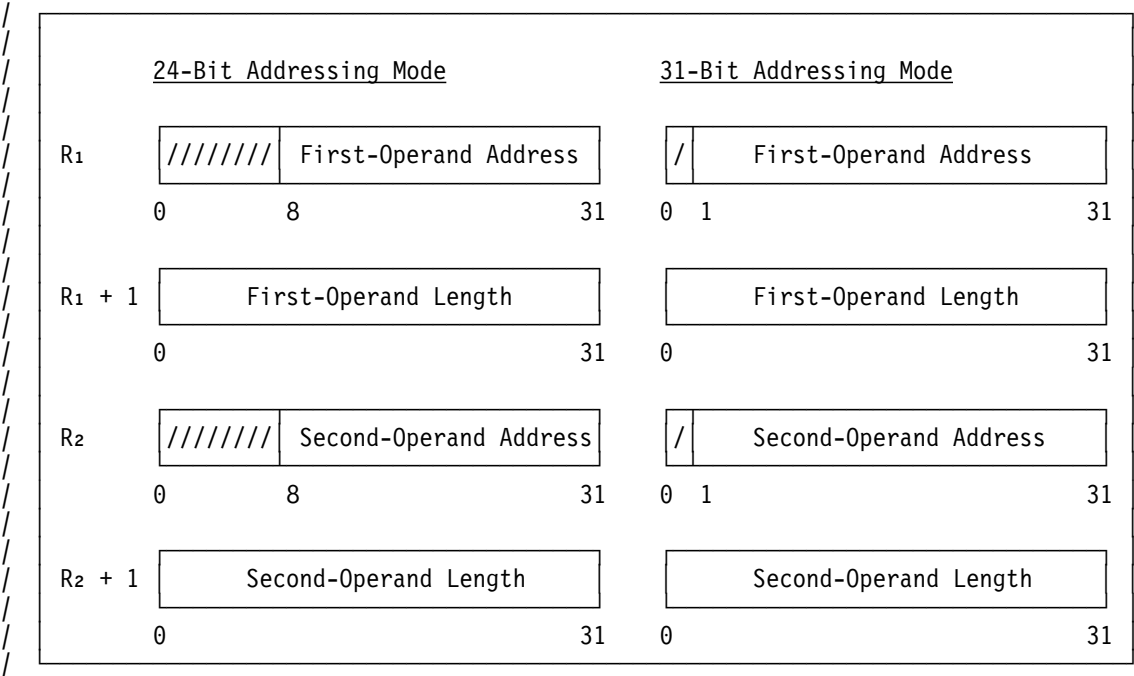 24-Bit Addressing Mode 31-Bit Addressing Mode
R₁ //////// First-Operand Address / First-Operand Address
0 8 31 0 1 31
R₁ + 1 First-Operand Length First-Operand Length
0 31 0 31
R₂ //////// Second-Operand Address / Second-Operand Address
0 8 31 0 1 31
R₂ + 1 Second-Operand Length Second-Operand Length
0 31 0 31